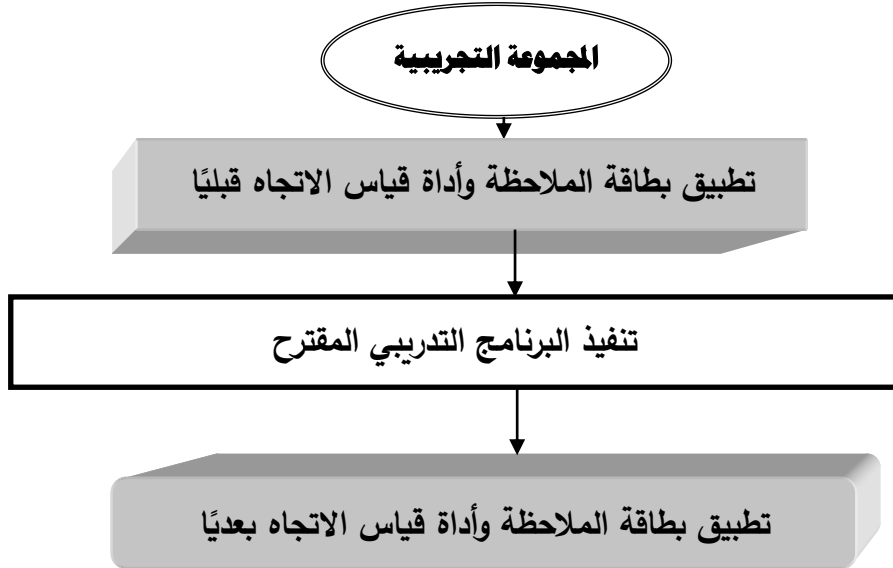 المجموعة التجريبية
تطبيق بطاقة الملاحظة وأداة قياس الاتجاه قبليًا
تنفيذ البرنامج التدريبي المقترح
تطبيق بطاقة الملاحظة وأداة قياس الاتجاه بعديًا